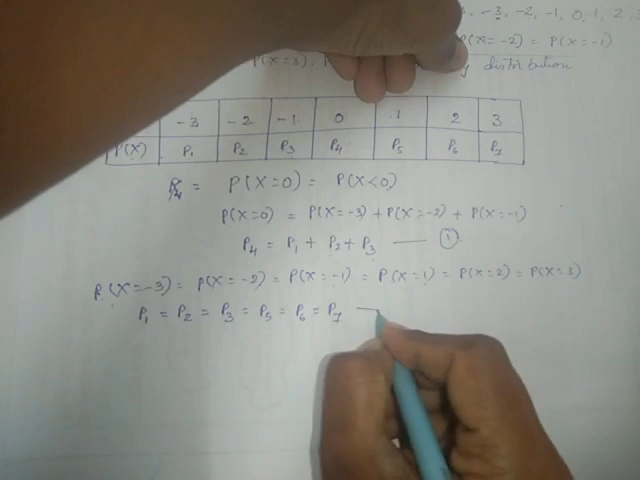 -3, -2, -1, 0, 1, 2, 3
P(X=-2) = P(X=-1)
P(X=3), distribution
-3 -2 -1 0 1 2 3
P(X) P₁ P₂ P₃ P₄ P₅ P₆ P₇
= P(X=0) = P(X<0)
P(X=0) = P(X=-3) + P(X=-2) + P(X=-1)
P₄ = P₁ + P₂ + P₃ — ①
P(X=-3) = P(X=-2) = P(X=-1) = P(X=1) = P(X=2) = P(X=3)
P₁ = P₂ = P₃ = P₅ = P₆ = P₇ —